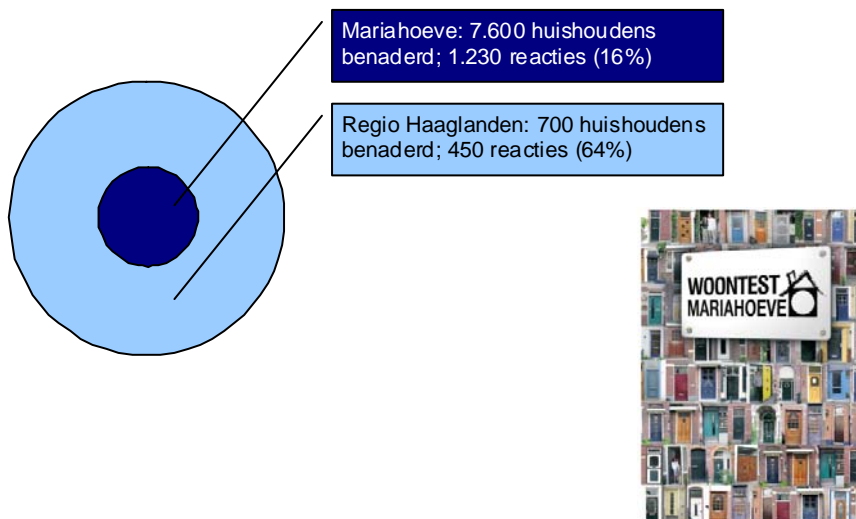 Mariahoeve: 7.600 huishoudens
benaderd; 1.230 reacties (16%)
Regio Haaglanden: 700 huishoudens
benaderd; 450 reacties (64%)
WOONTEST
MARIAHOEVE